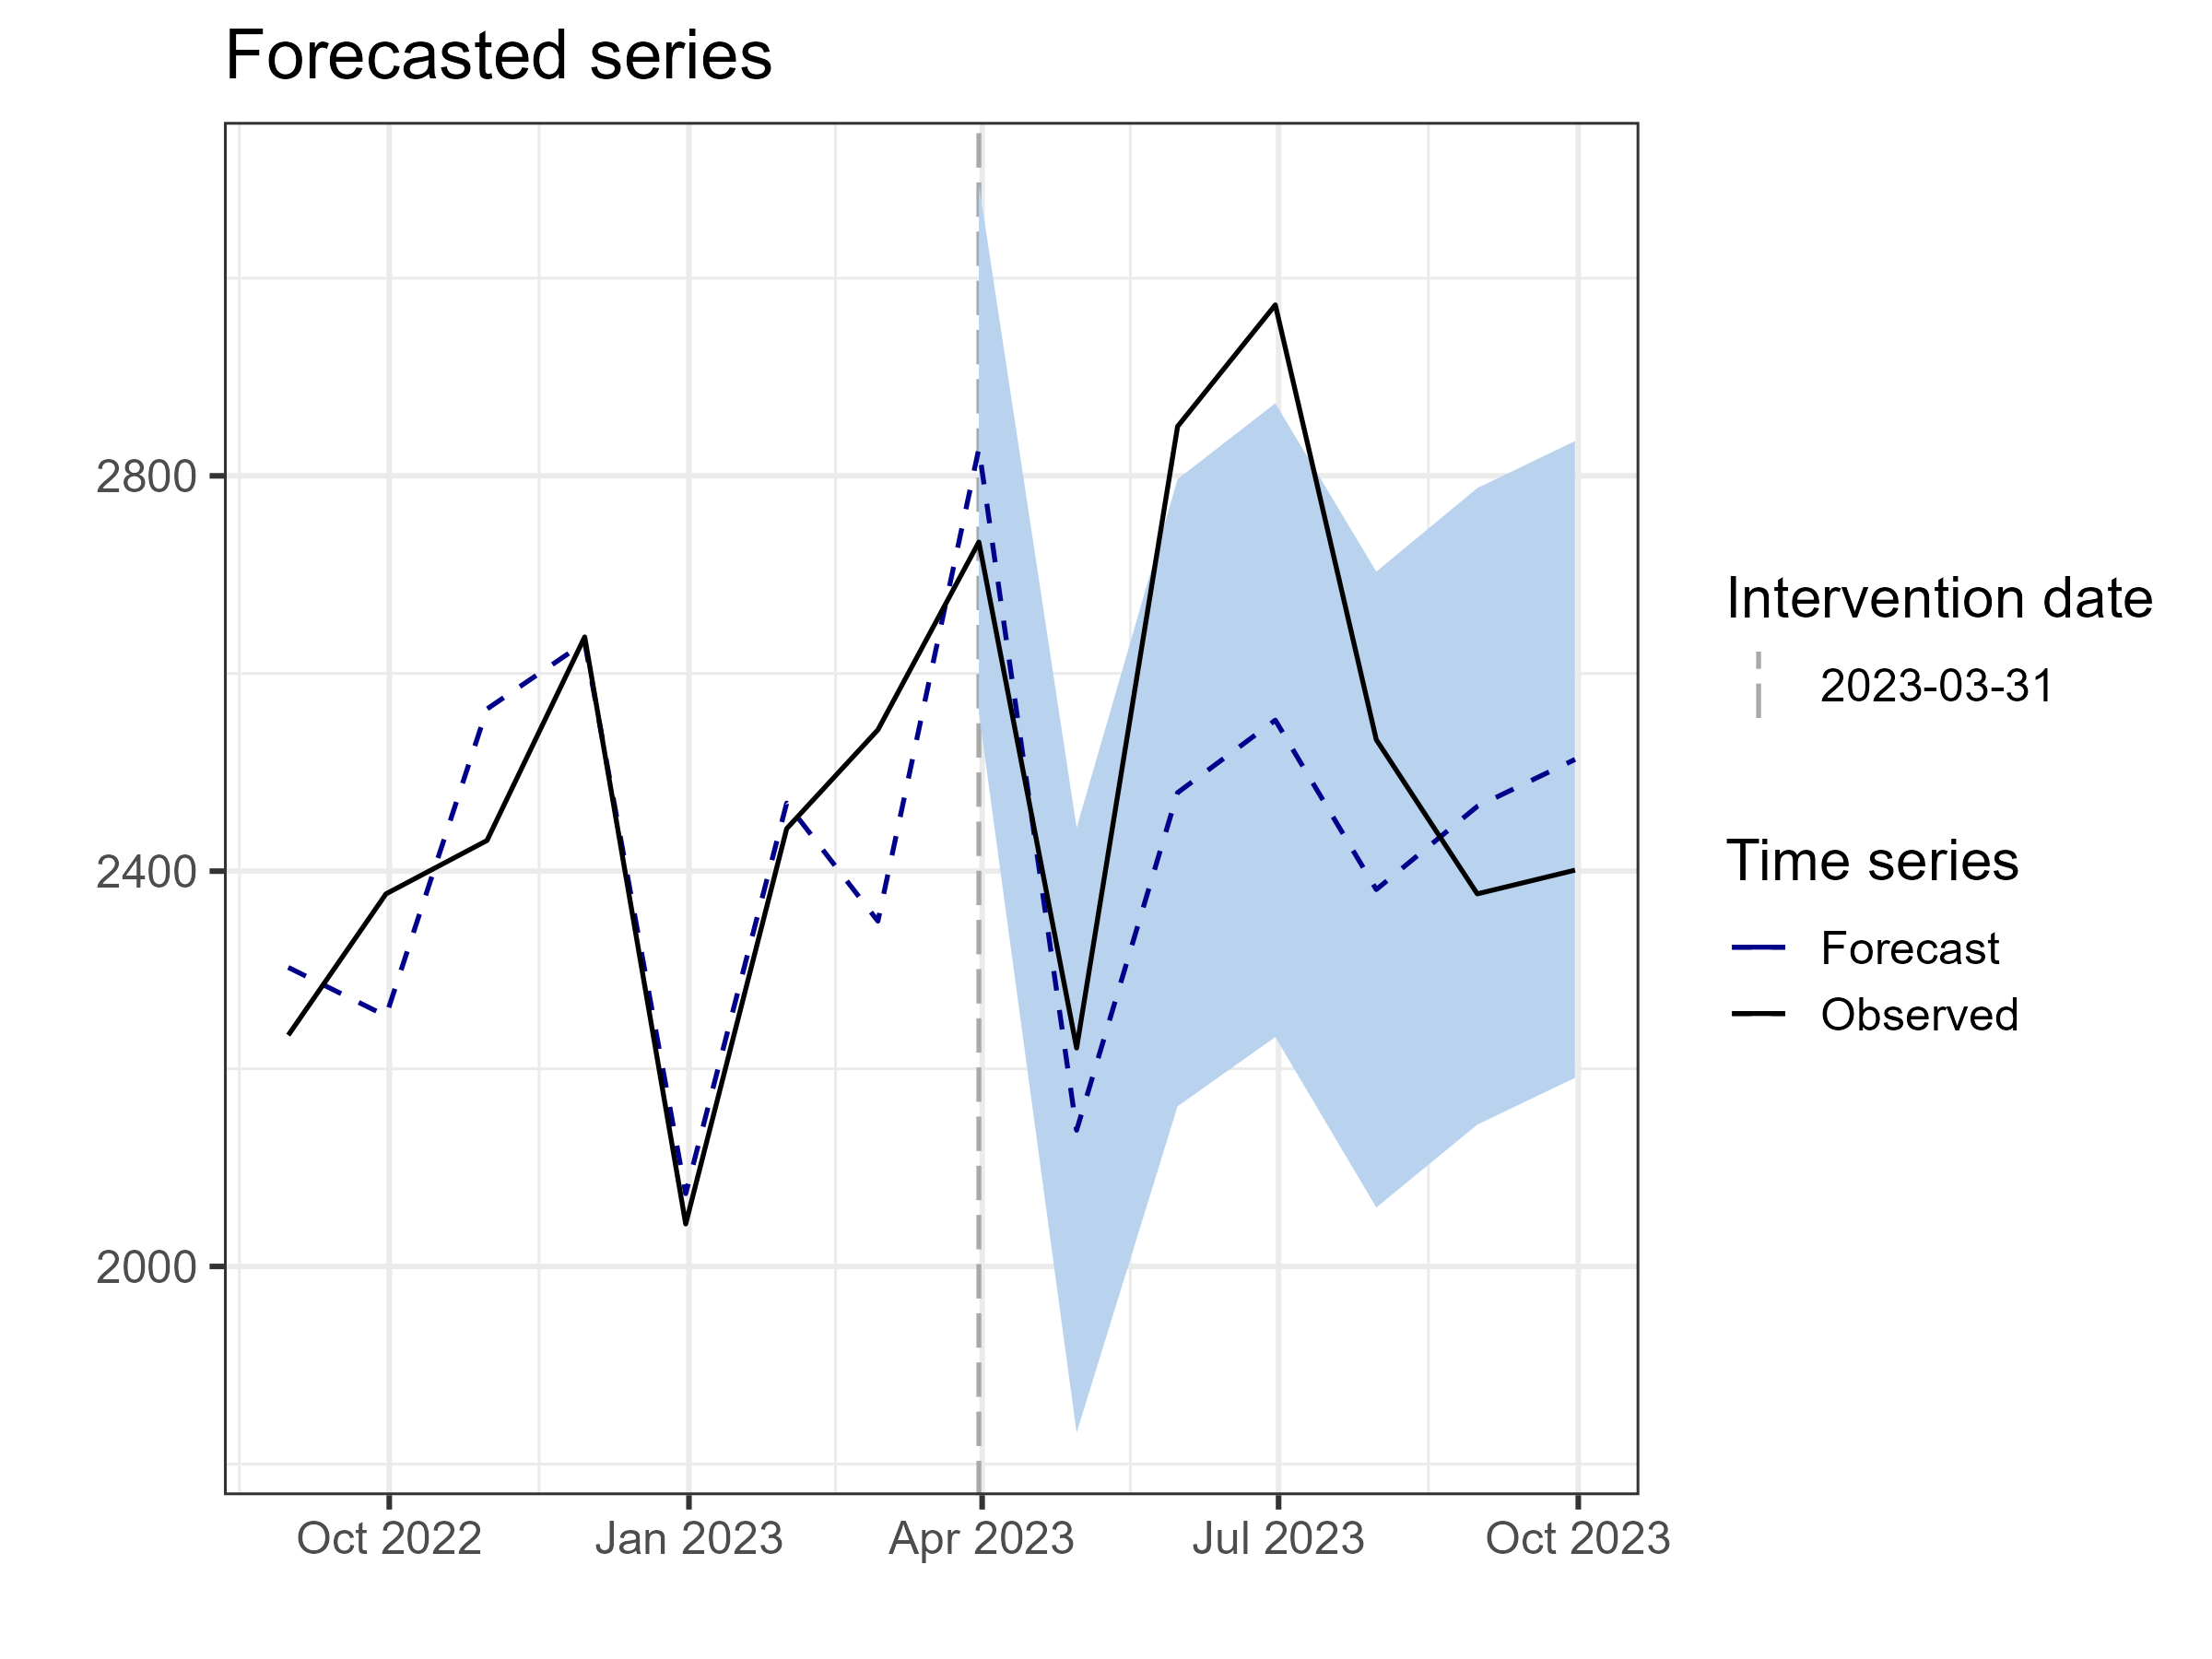 Forecasted series
2800
2400
2000
Oct 2022
Jan 2023
Apr 2023
Jul 2023
Oct 2023
Intervention date
2023-03-31
Time series
Forecast
Observed